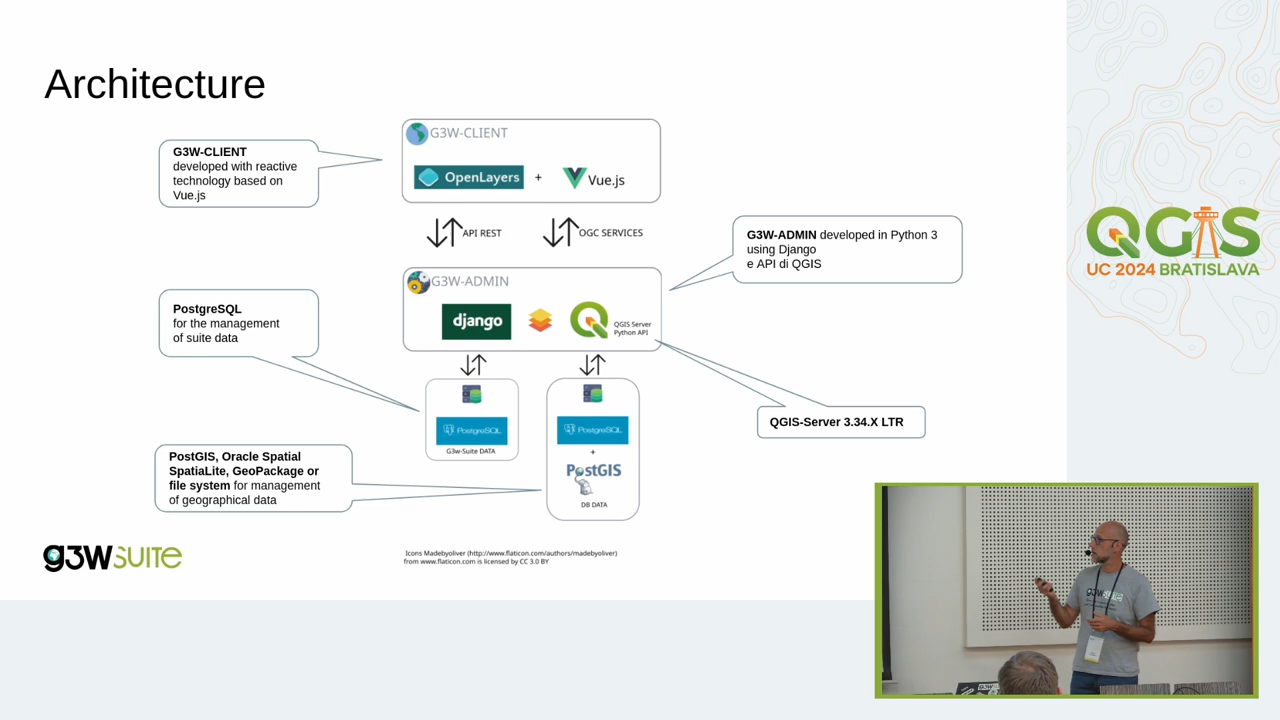 Architecture
G3W-CLIENT
developed with reactive
technology based on
Vue.js
G3W-CLIENT
OpenLayers
+
Vue.js
API REST
OGC SERVICES
G3W-ADMIN developed in Python 3
using Django
e API di QGIS
G3W-ADMIN
django
QGIS Server
Python API
PostgreSQL
for the management
of suite data
PostgreSQL
G3w-Suite DATA
PostgreSQL
+
PostGIS
DB DATA
QGIS-Server 3.34.X LTR
PostGIS, Oracle Spatial
SpatiaLite, GeoPackage or
file system for management
of geographical data
g3wSUITE
Icons Madebyoliver (http://www.flaticon.com/authors/madebyoliver)
from www.flaticon.com is licensed by CC 3.0 BY
QGIS
UC 2024 BRATISLAVA
g3wSUITE